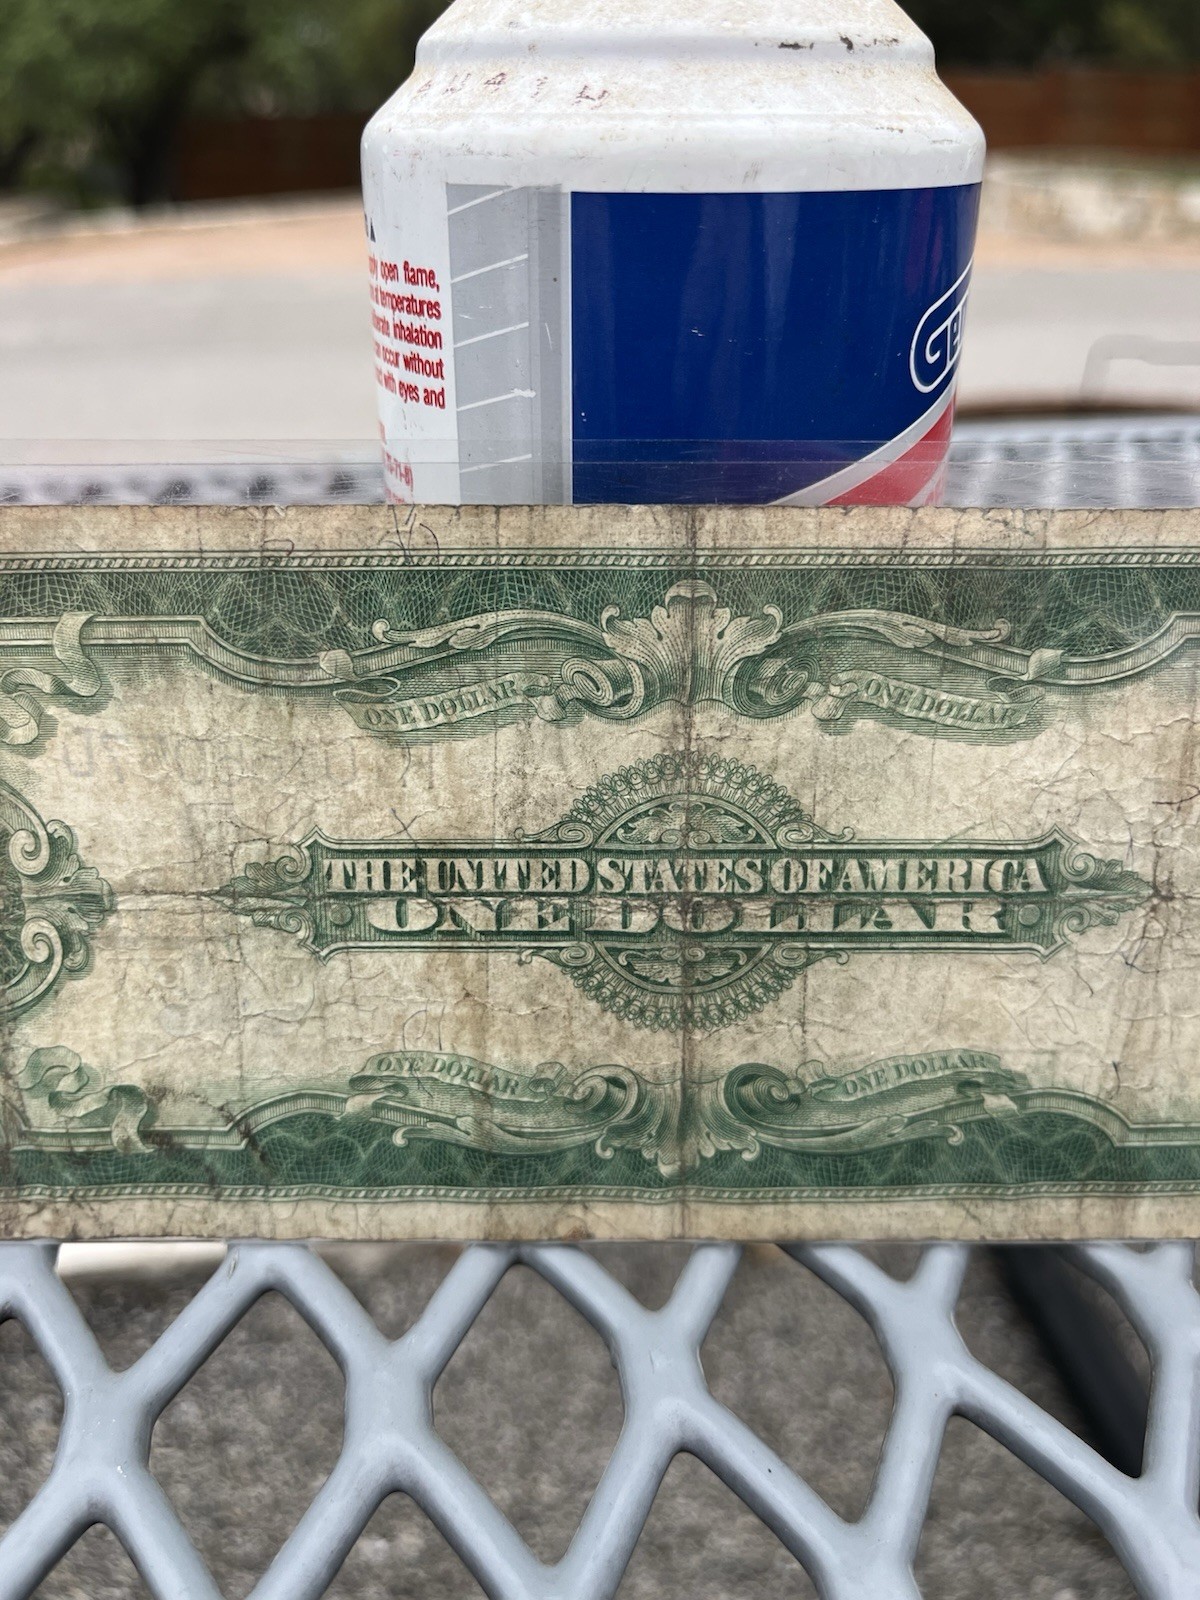 open flame,
temperatures
inhalation
occur without
with eyes and
ONE DOLLAR
ONE DOLLAR
THE UNITED STATES OF AMERICA
ONE DOLLAR
ONE DOLLAR
ONE DOLLAR